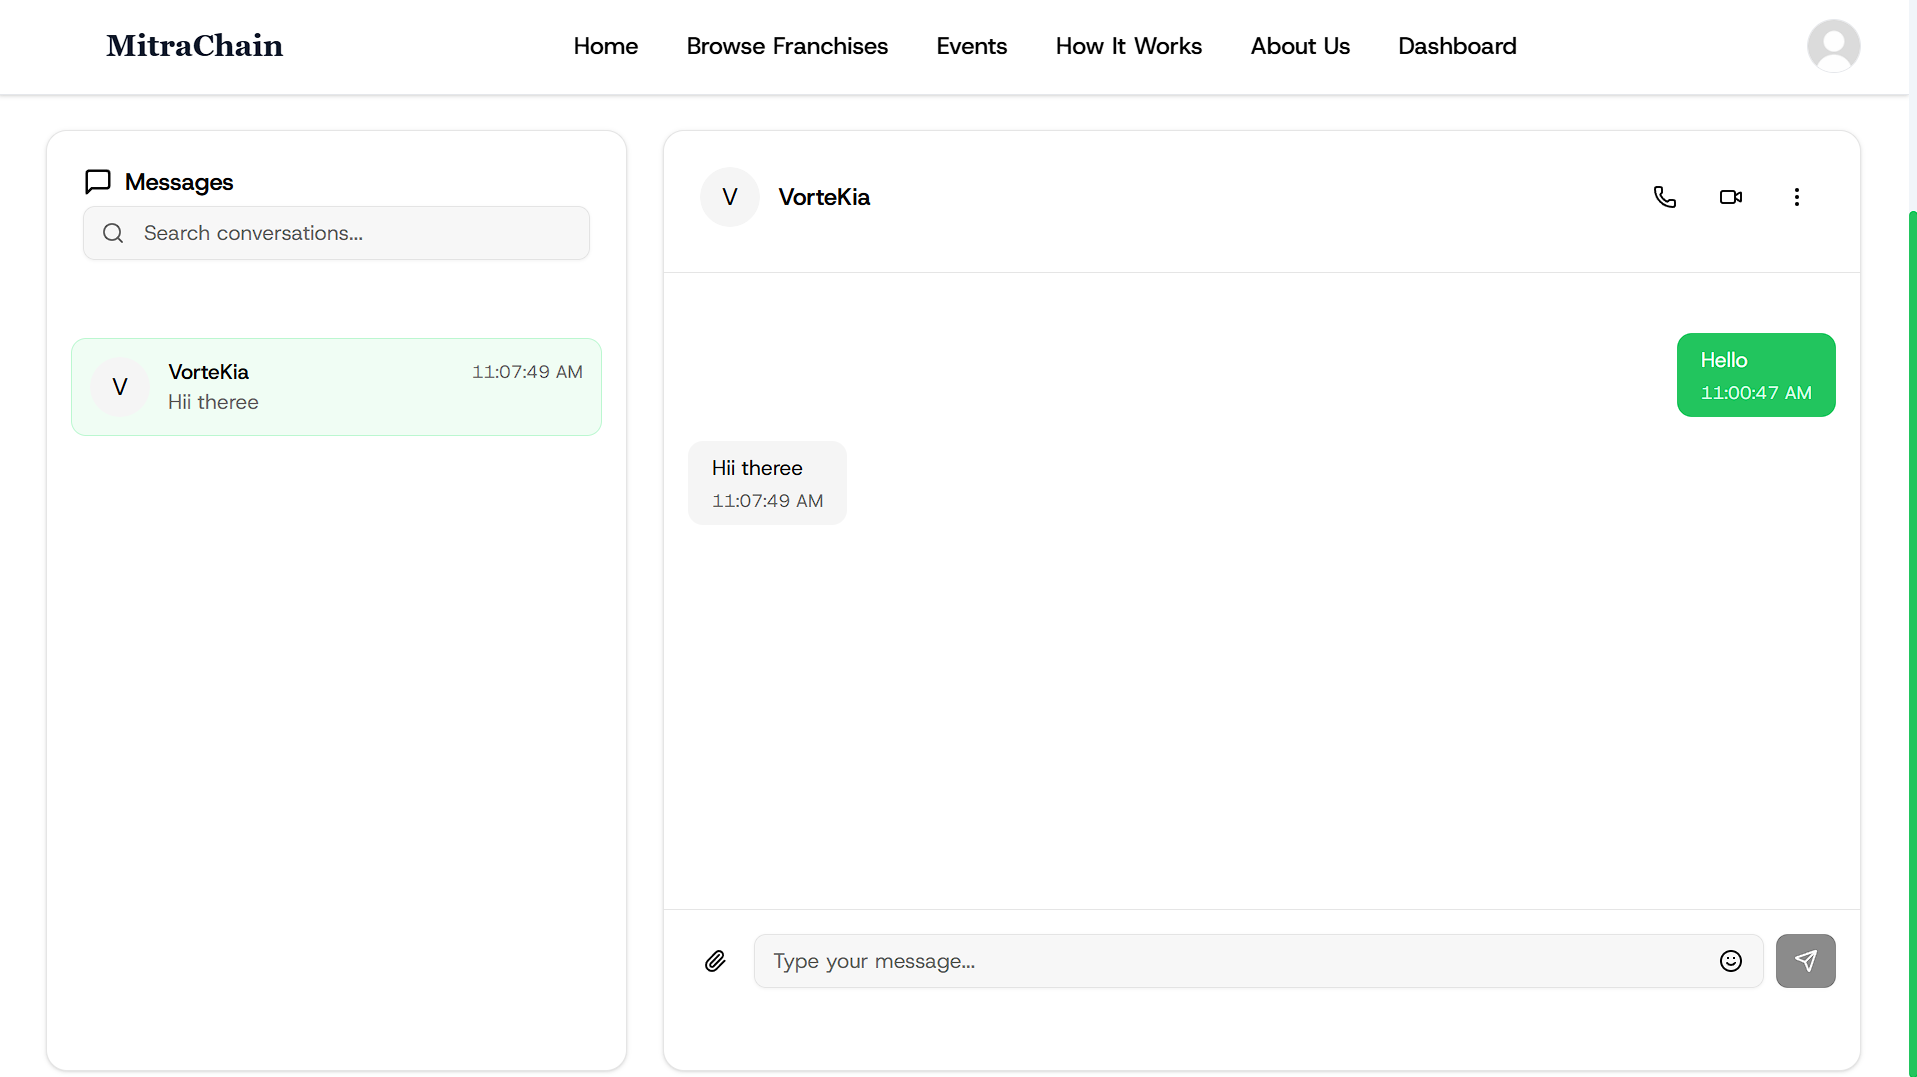 MitraChain
Home Browse Franchises Events How It Works About Us Dashboard
Messages
Search conversations...
V
VorteKia
11:07:49 AM
Hii theree
V
VorteKia
Hello
11:00:47 AM
Hii theree
11:07:49 AM
Type your message...